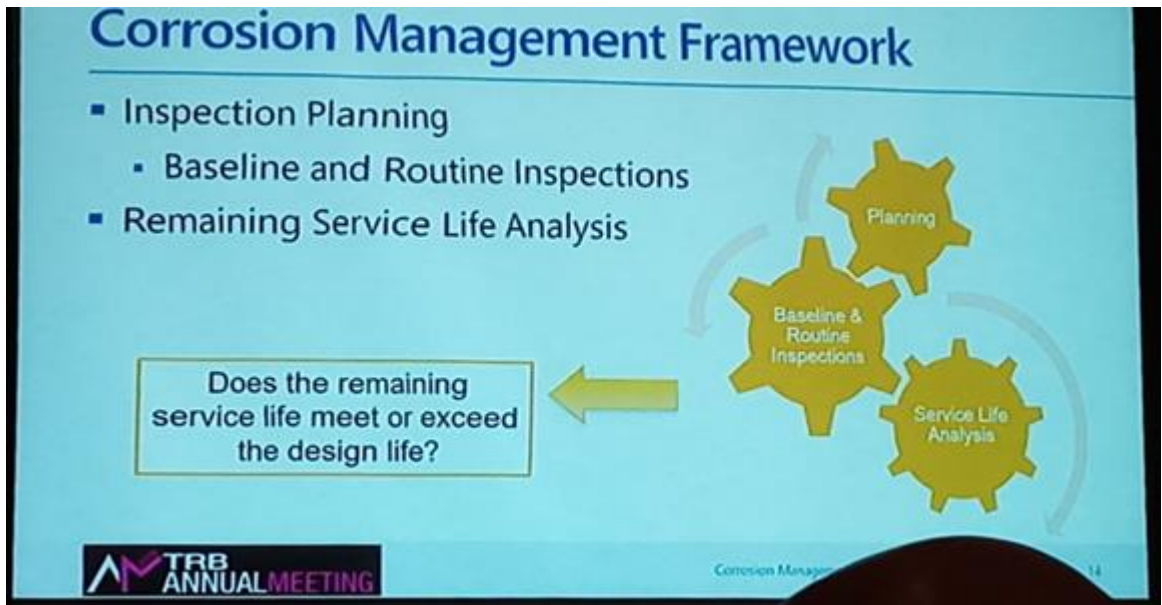 Corrosion Management Framework
Inspection Planning
Baseline and Routine Inspections
Remaining Service Life Analysis
Planning
Baseline &
Routine
Inspections
Service Life
Analysis
Does the remaining
service life meet or exceed
the design life?
TRB
ANNUAL MEETING
Corrosion
14